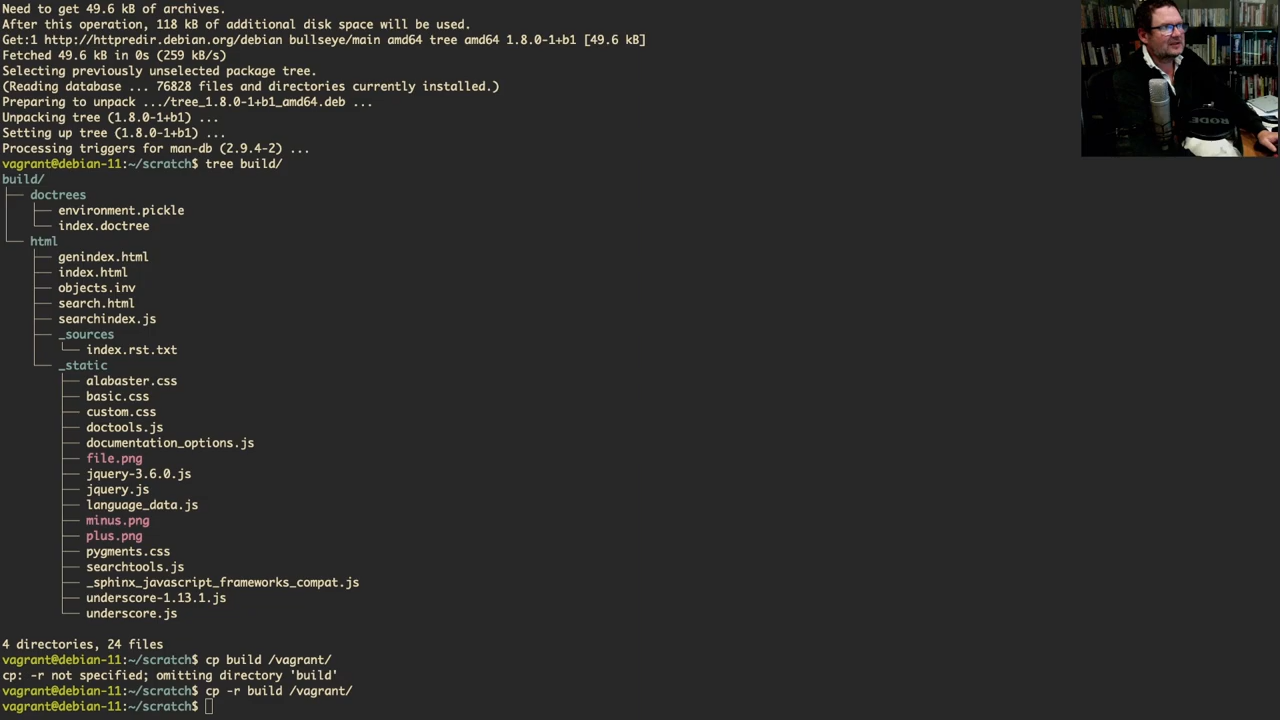 Need to get 49.6 kB of archives.
After this operation, 118 kB of additional disk space will be used.
Get:1 http://httpredir.debian.org/debian bullseye/main amd64 tree amd64 1.8.0-1+b1 [49.6 kB]
Fetched 49.6 kB in 0s (259 kB/s)
Selecting previously unselected package tree.
(Reading database ... 76828 files and directories currently installed.)
Preparing to unpack .../tree_1.8.0-1+b1_amd64.deb ...
Unpacking tree (1.8.0-1+b1) ...
Setting up tree (1.8.0-1+b1) ...
Processing triggers for man-db (2.9.4-2) ...
vagrant@debian-11:~/scratch$ tree build/
build/
├── doctrees
│   ├── environment.pickle
│   └── index.doctree
└── html
    ├── genindex.html
    ├── index.html
    ├── objects.inv
    ├── search.html
    ├── searchindex.js
    ├── _sources
    │   └── index.rst.txt
    └── _static
        ├── alabaster.css
        ├── basic.css
        ├── custom.css
        ├── doctools.js
        ├── documentation_options.js
        ├── file.png
        ├── jquery-3.6.0.js
        ├── jquery.js
        ├── language_data.js
        ├── minus.png
        ├── plus.png
        ├── pygments.css
        ├── searchtools.js
        ├── _sphinx_javascript_frameworks_compat.js
        ├── underscore-1.13.1.js
        └── underscore.js
4 directories, 24 files
vagrant@debian-11:~/scratch$ cp build /vagrant/
cp: -r not specified; omitting directory 'build'
vagrant@debian-11:~/scratch$ cp -r build /vagrant/
vagrant@debian-11:~/scratch$
RODE